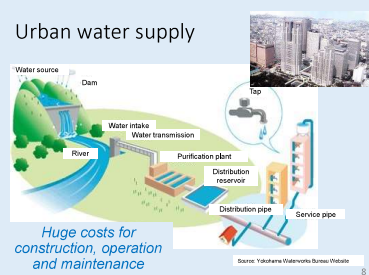 Urban water supply
Water source
Dam
Tap
Water intake
Water transmission
River
Purification plant
Distribution
reservoir
Distribution pipe
Service pipe
Huge costs for
construction, operation
and maintenance
Source: Yokohama Waterworks Bureau Website
8